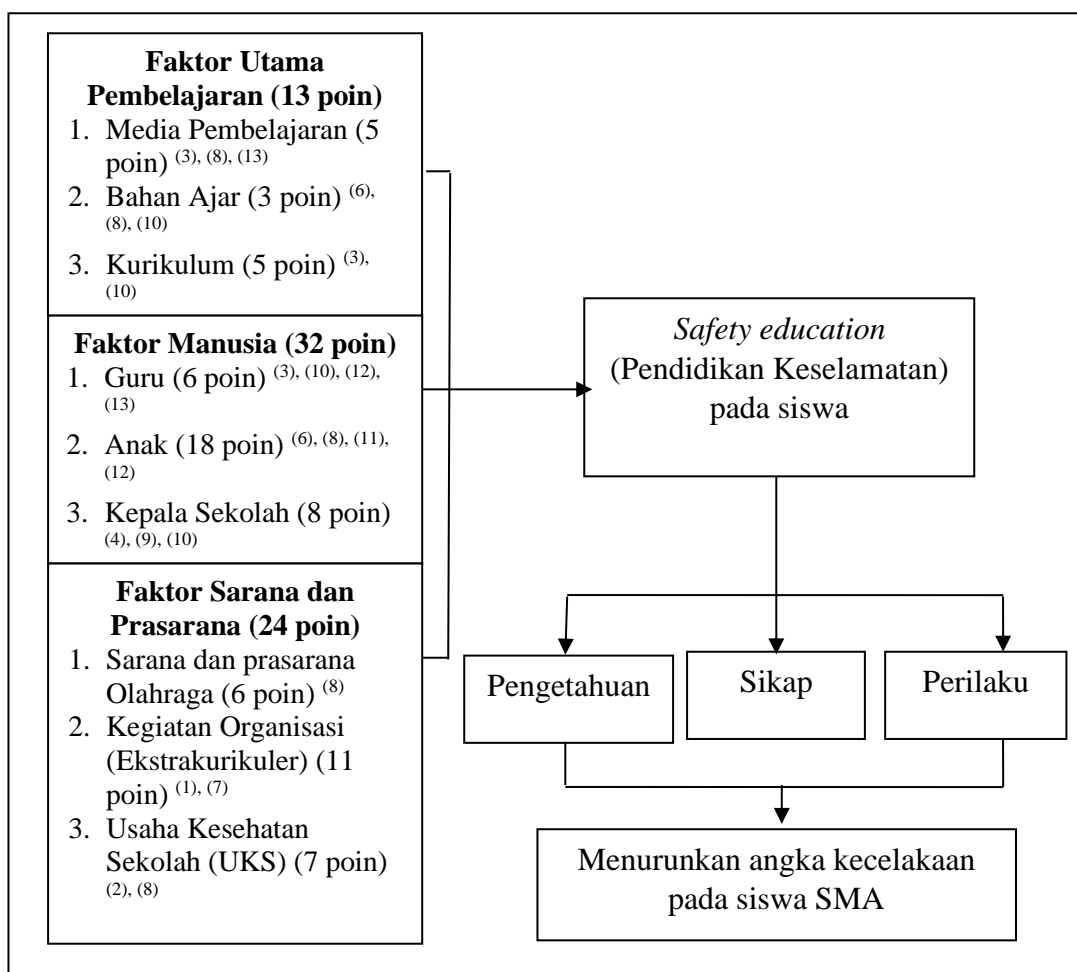 Faktor Utama
Pembelajaran (13 poin)
1. Media Pembelajaran (5
poin) (3), (8), (13)
2. Bahan Ajar (3 poin) (6),
(8), (10)
3. Kurikulum (5 poin) (3),
(10)
Faktor Manusia (32 poin)
1. Guru (6 poin) (3), (10), (12),
(13)
2. Anak (18 poin) (6), (8), (11),
(12)
3. Kepala Sekolah (8 poin)
(4), (9), (10)
Faktor Sarana dan
Prasarana (24 poin)
1. Sarana dan prasarana
Olahraga (6 poin) (8)
2. Kegiatan Organisasi
(Ekstrakurikuler) (11
poin) (1), (7)
3. Usaha Kesehatan
Sekolah (UKS) (7 poin)
(2), (8)
Safety education
(Pendidikan Keselamatan)
pada siswa
Pengetahuan
Sikap
Perilaku
Menurunkan angka kecelakaan
pada siswa SMA